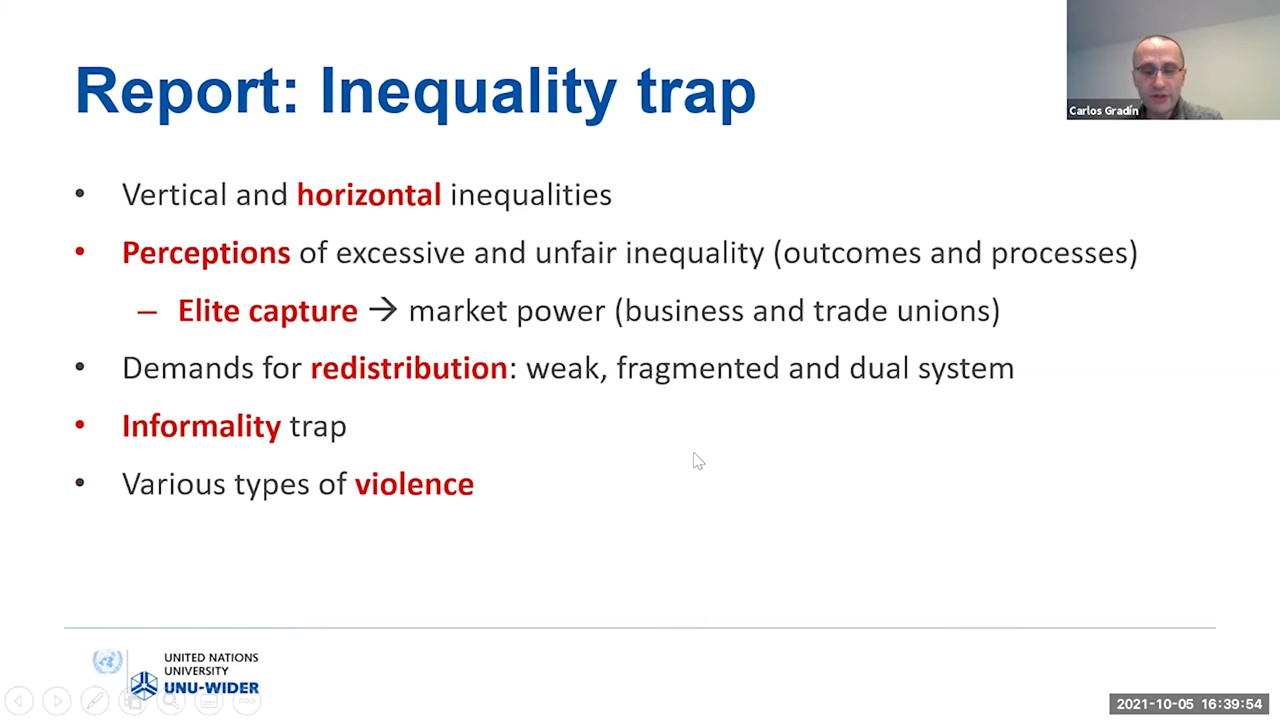 Report: Inequality trap
Carlos Gradín
• Vertical and horizontal inequalities
• Perceptions of excessive and unfair inequality (outcomes and processes)
– Elite capture → market power (business and trade unions)
• Demands for redistribution: weak, fragmented and dual system
• Informality trap
• Various types of violence
UNITED NATIONS
UNIVERSITY
UNU-WIDER
2021-10-05 16:39:54